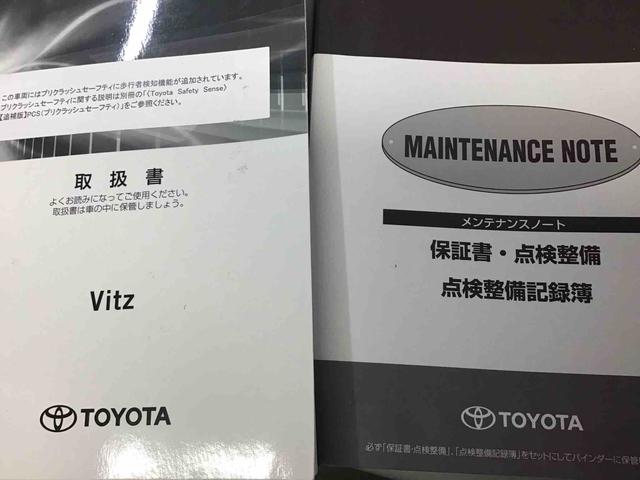 この車両にはプリクラッシュセーフティに歩行者検知機能が追加されています。
プリクラッシュセーフティに関する説明は別冊の「〈Toyota Safety Sense〉
【追補版】PCS(プリクラッシュセーフティ)」をご参照ください。
取扱書
よくお読みになってご使用ください。
取扱書は車の中に保管しましょう。
Vitz
TOYOTA
MAINTENANCE NOTE
メンテナンスノート
保証書・点検整備
点検整備記録簿
TOYOTA
必ず「保証書・点検整備」、「点検整備記録簿」をセットにしてバインダーに保管